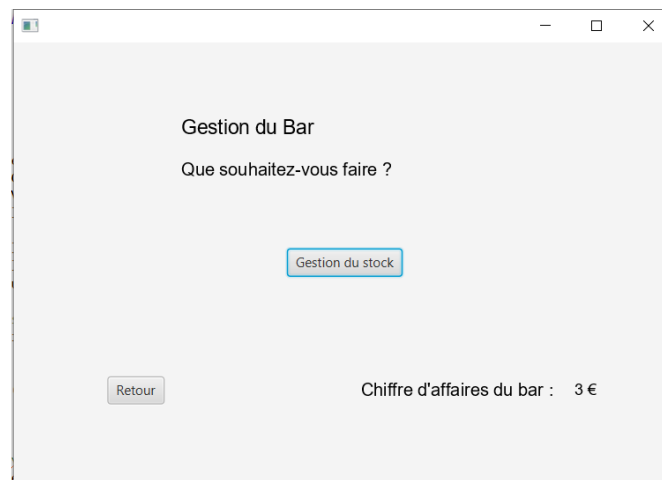 Gestion du Bar
Que souhaitez-vous faire ?
Gestion du stock
Retour
Chiffre d'affaires du bar : 3 €